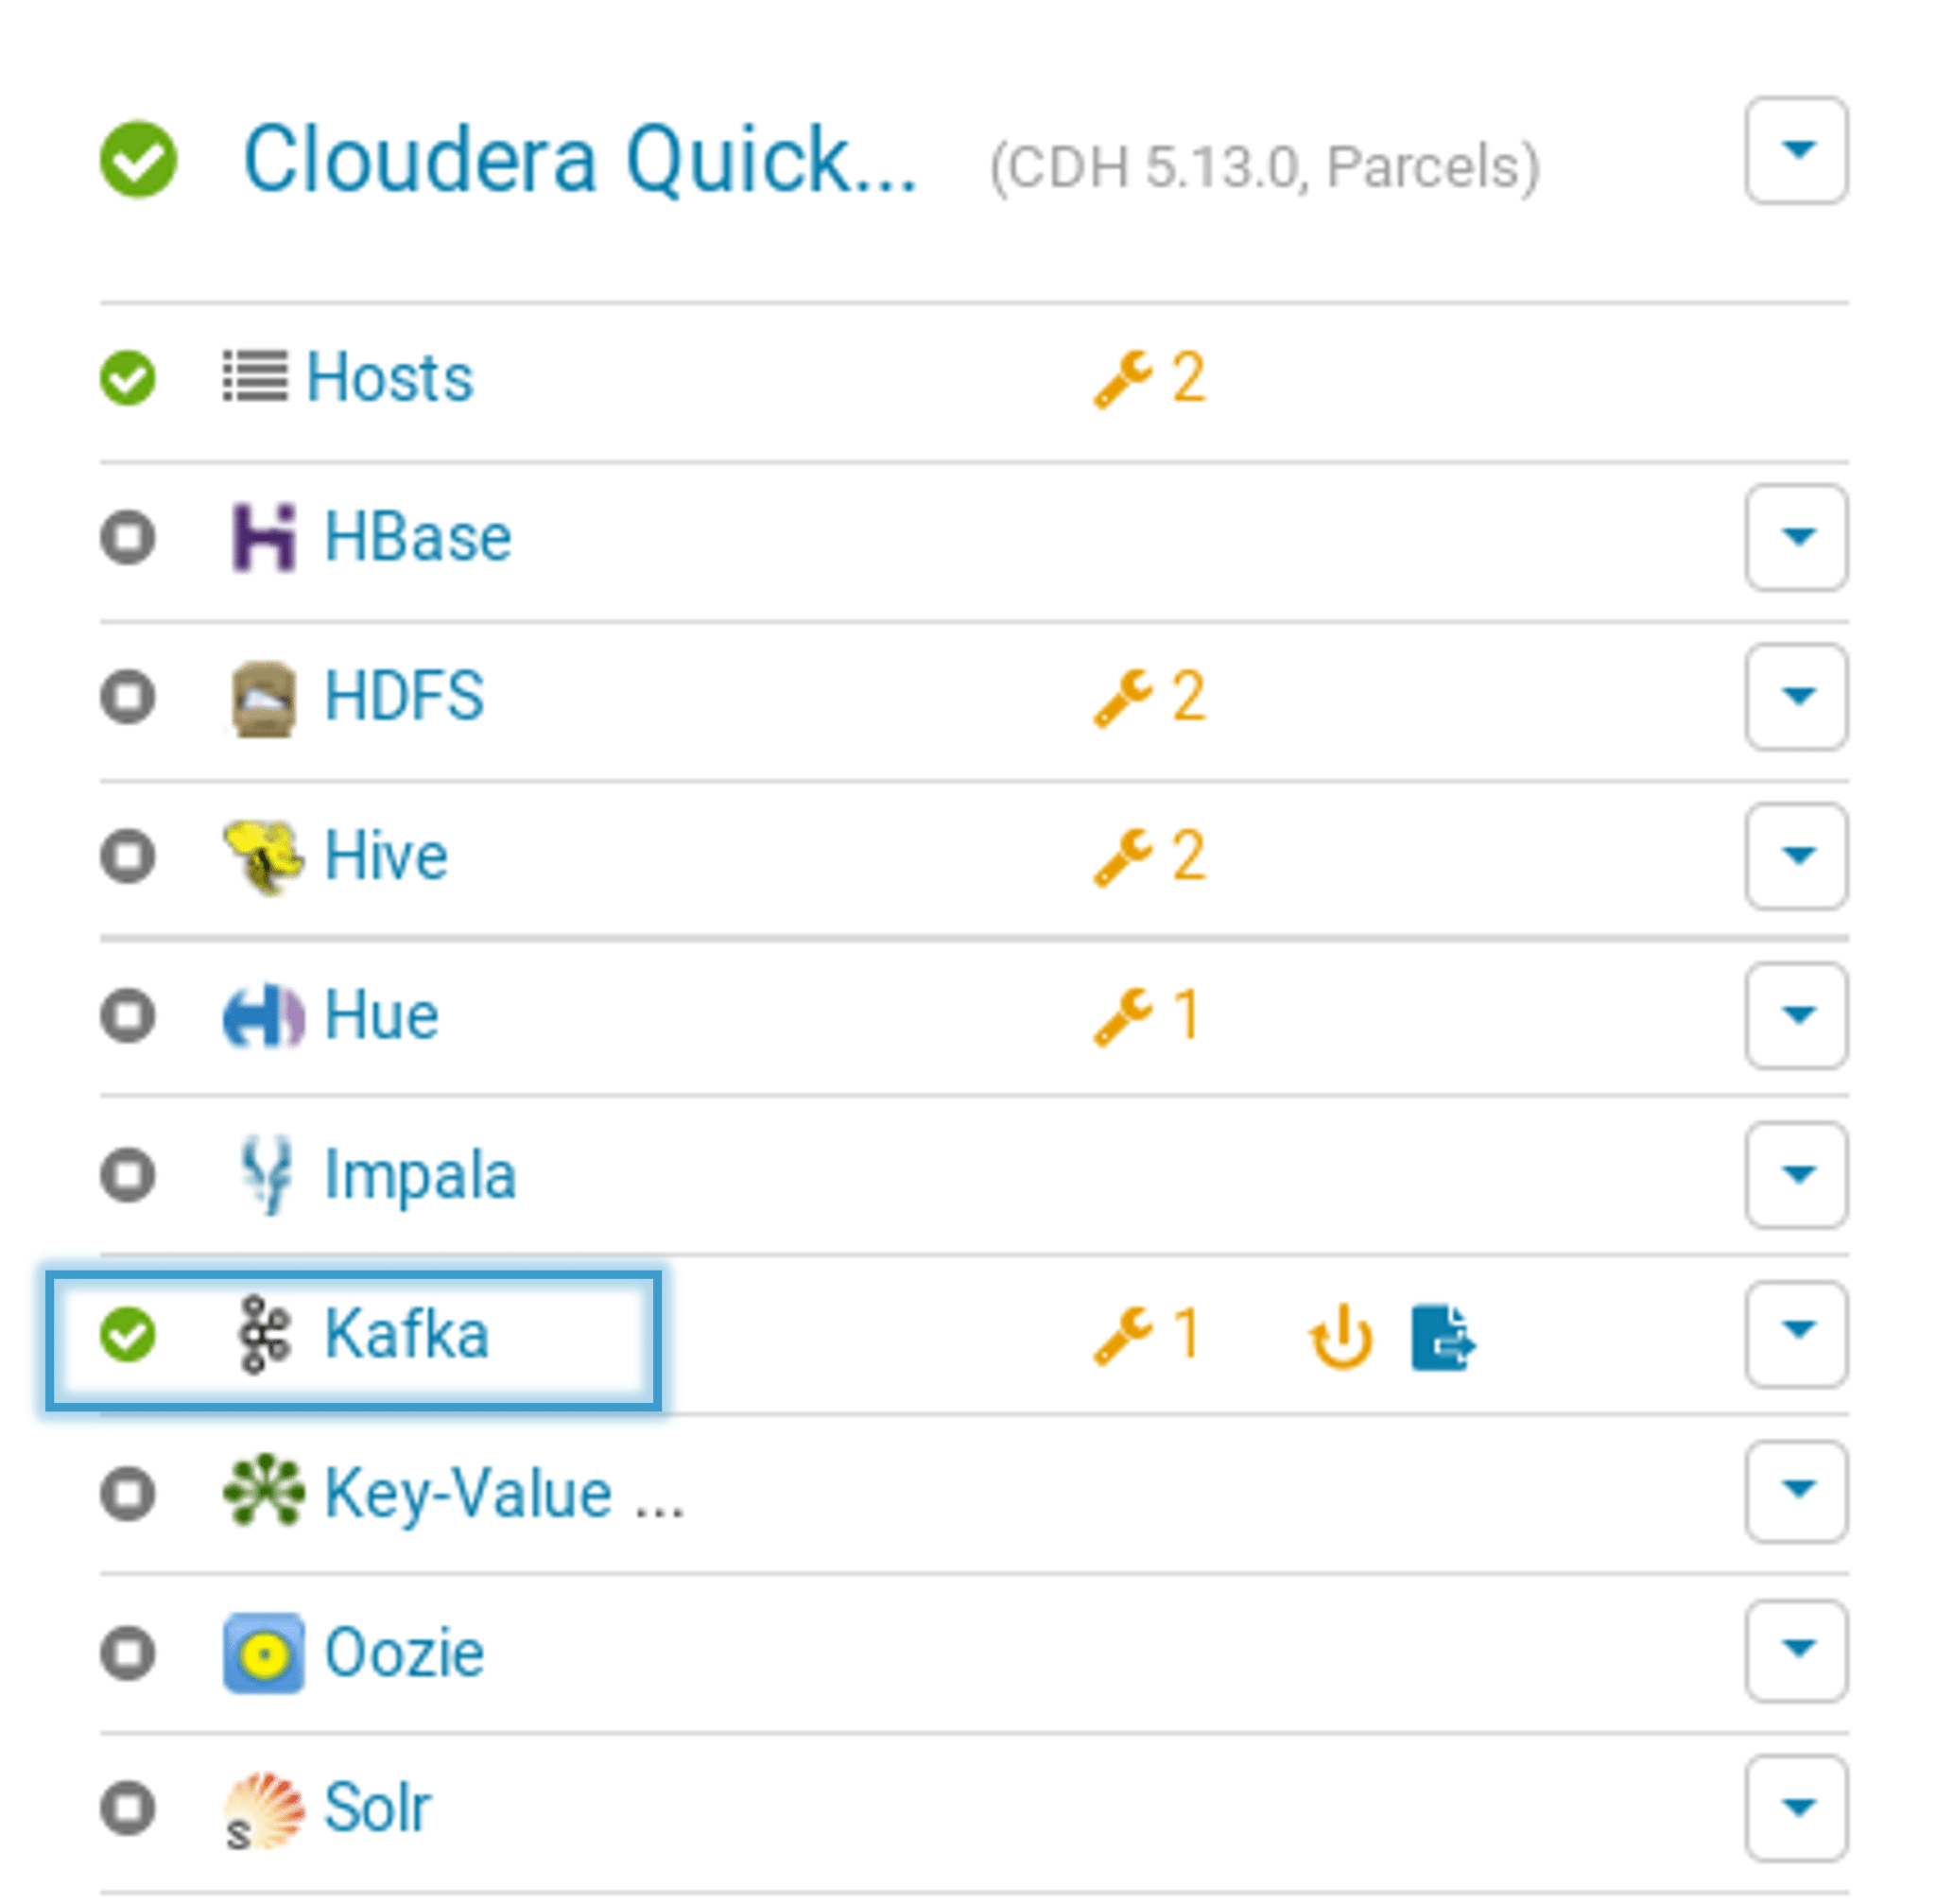 Cloudera Quick... (CDH 5.13.0, Parcels)
Hosts 2
HBase
HDFS 2
Hive 2
Hue 1
Impala
Kafka 1
Key-Value ...
Oozie
S Solr